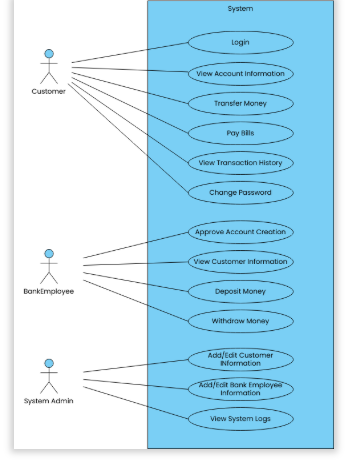 System
Login
Customer
View Account Information
Transfer Money
Pay Bills
View Transaction History
Change Password
Approve Account Creation
BankEmployee
View Customer Information
Deposit Money
Withdraw Money
System Admin
Add/Edit Customer
INformation
Add/Edit Bank Employee
Information
View System Logs